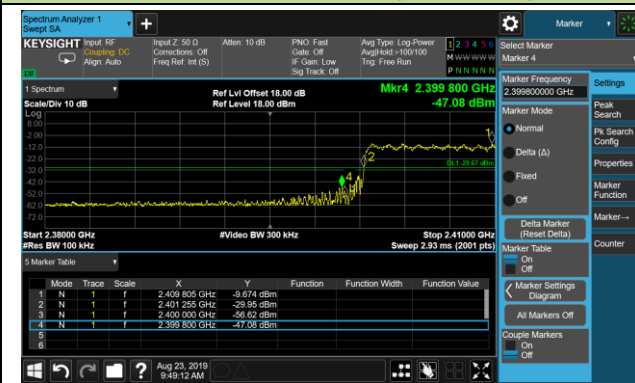 Spectrum Analyzer 1
Swept SA
+
Marker
KEYSIGHT
Input: RF
Coupling: DC
Align: Auto
Input Z: 50 Ω
Corrections: Off
Freq Ref: Int (S)
Atten: 10 dB
PNO: Fast
Gate: Off
IF Gain: Low
Sig Track: Off
Avg Type: Log-Power
Avg|Hold:>100/100
Trig: Free Run
1 2 3 4 5 6
M W W W W W
P N N N N N
LNI
Select Marker
Marker 4
1 Spectrum
Scale/Div 10 dB
Ref Lvl Offset 18.00 dB
Ref Level 18.00 dBm
Mkr4 2.399 800 GHz
-47.08 dBm
Log
8.00
-2.00
-12.0
-22.0
-32.0
-42.0
-52.0
-62.0
-72.0
1
2
4
DL1 -29.67 dBm
Start 2.38000 GHz
#Res BW 100 kHz
#Video BW 300 kHz
Stop 2.41000 GHz
Sweep 2.93 ms (2001 pts)
5 Marker Table
Mode Trace Scale X Y Function Function Width Function Value
1 N 1 f 2.409 805 GHz -9.674 dBm
2 N 1 f 2.401 255 GHz -29.95 dBm
3 N 1 f 2.400 000 GHz -56.62 dBm
4 N 1 f 2.399 800 GHz -47.08 dBm
5
6
Marker Frequency
2.399800000 GHz
Marker Mode
Normal
Delta (Δ)
Fixed
Off
Delta Marker
(Reset Delta)
Marker Table
On
Off
Marker Settings
Diagram
All Markers Off
Couple Markers
On
Off
Settings
Peak
Search
Pk Search
Config
Properties
Marker
Function
Marker→
Counter
?
Aug 23, 2019
9:49:12 AM